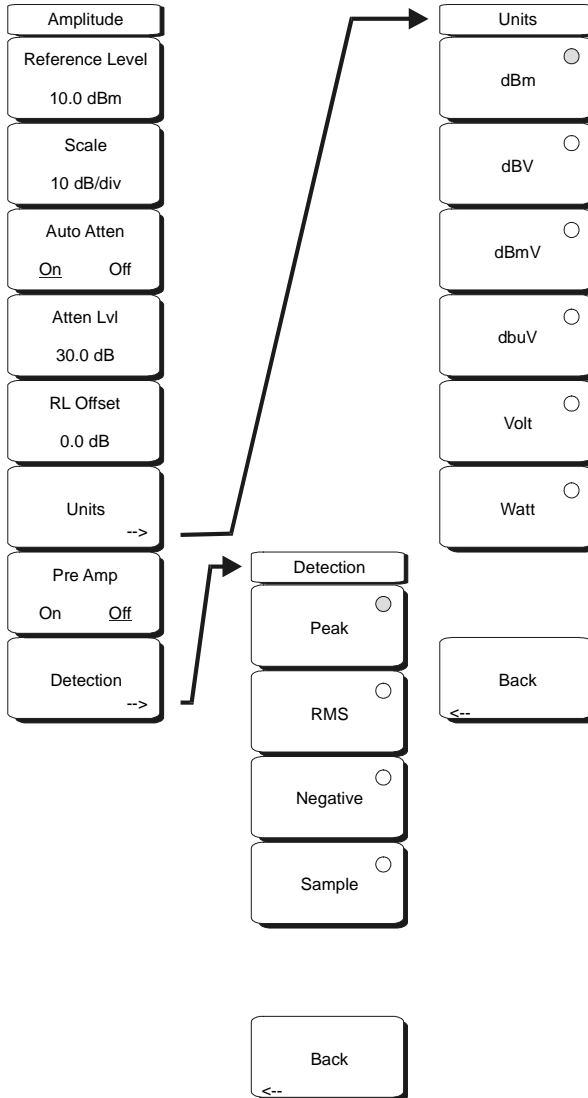 Amplitude
Reference Level
10.0 dBm
Scale
10 dB/div
Auto Atten
On Off
Atten Lvl
30.0 dB
RL Offset
0.0 dB
Units
-->
Pre Amp
On Off
Detection
-->
Units
dBm
dBV
dBmV
dbuV
Volt
Watt
Back
<--
Detection
Peak
RMS
Negative
Sample
Back
<--